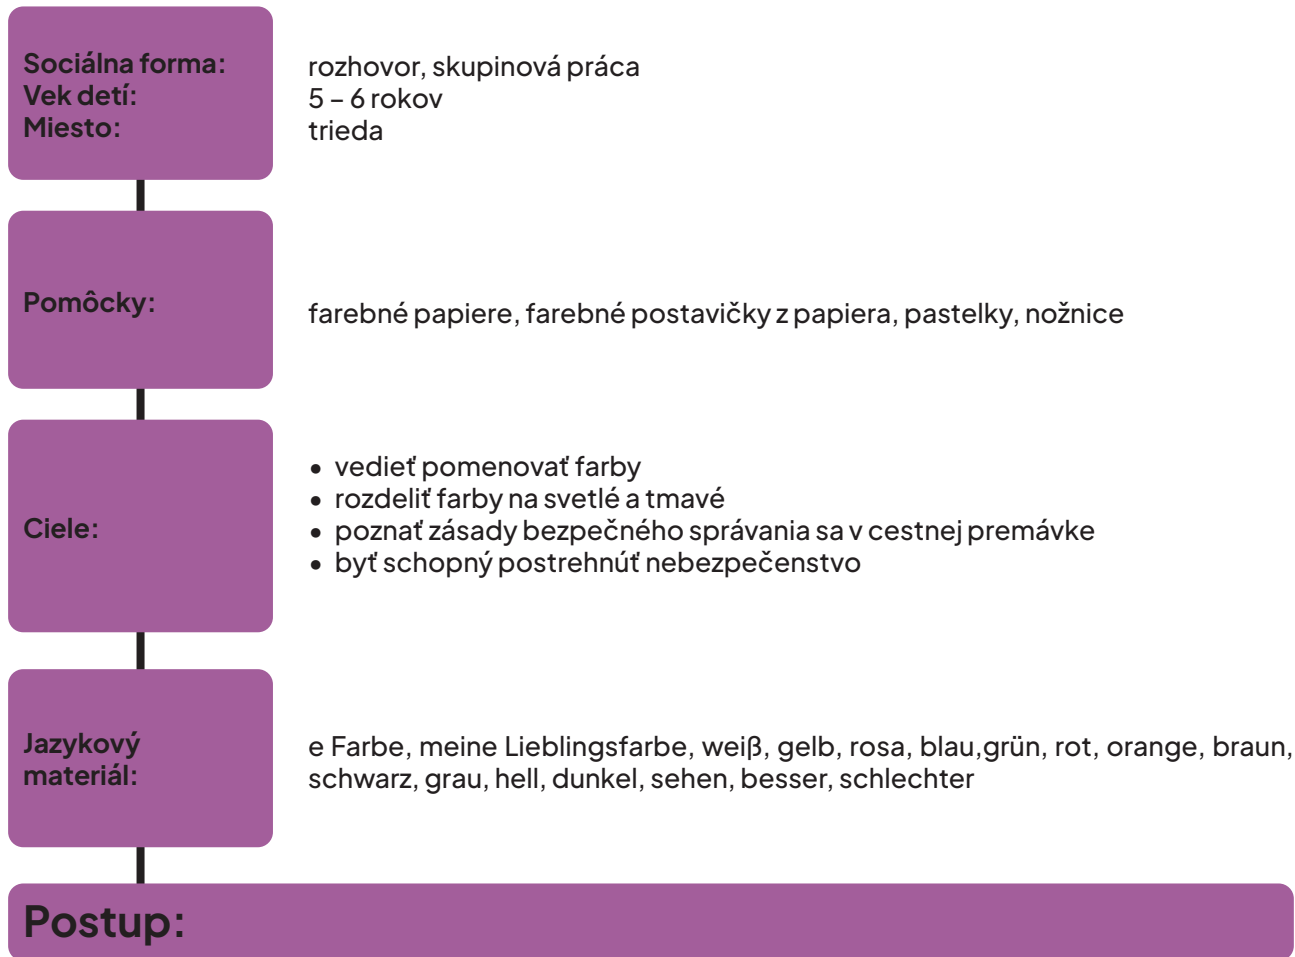 Sociálna forma: rozhovor, skupinová práca
Vek detí: 5 – 6 rokov
Miesto: trieda
Pomôcky: farebné papiere, farebné postavičky z papiera, pastelky, nožnice
Ciele:
• vedieť pomenovať farby
• rozdeliť farby na svetlé a tmavé
• poznať zásady bezpečného správania sa v cestnej premávke
• byť schopný postrehnúť nebezpečenstvo
Jazykový
materiál:
e Farbe, meine Lieblingsfarbe, weiß, gelb, rosa, blau,grün, rot, orange, braun,
schwarz, grau, hell, dunkel, sehen, besser, schlechter
Postup: